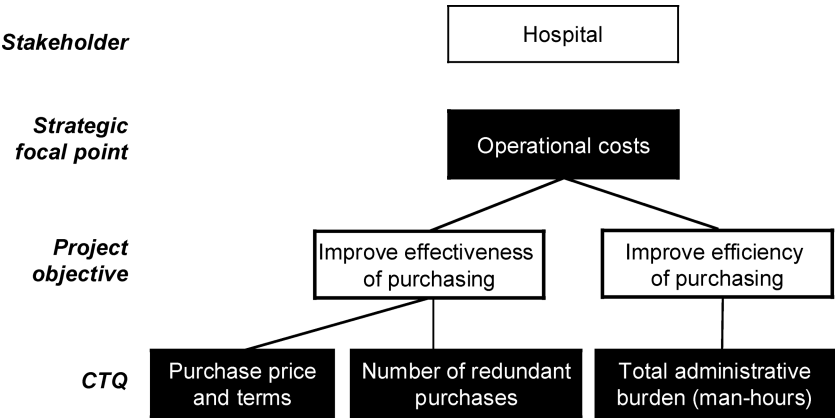 Stakeholder
Hospital
Strategic
focal point
Operational costs
Project
objective
Improve effectiveness
of purchasing
Improve efficiency
of purchasing
CTQ
Purchase price
and terms
Number of redundant
purchases
Total administrative
burden (man-hours)